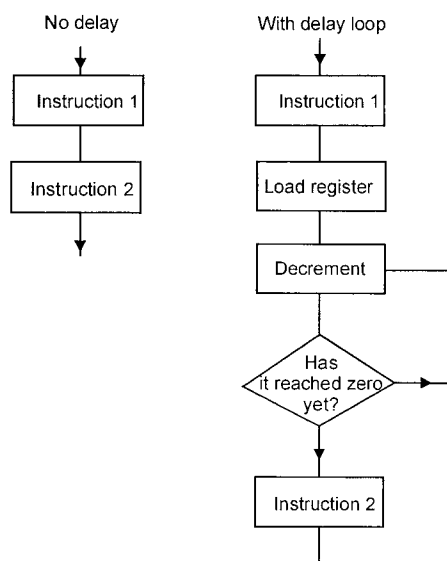 No delay
Instruction 1
Instruction 2
With delay loop
Instruction 1
Load register
Decrement
Has
it reached zero
yet?
Instruction 2